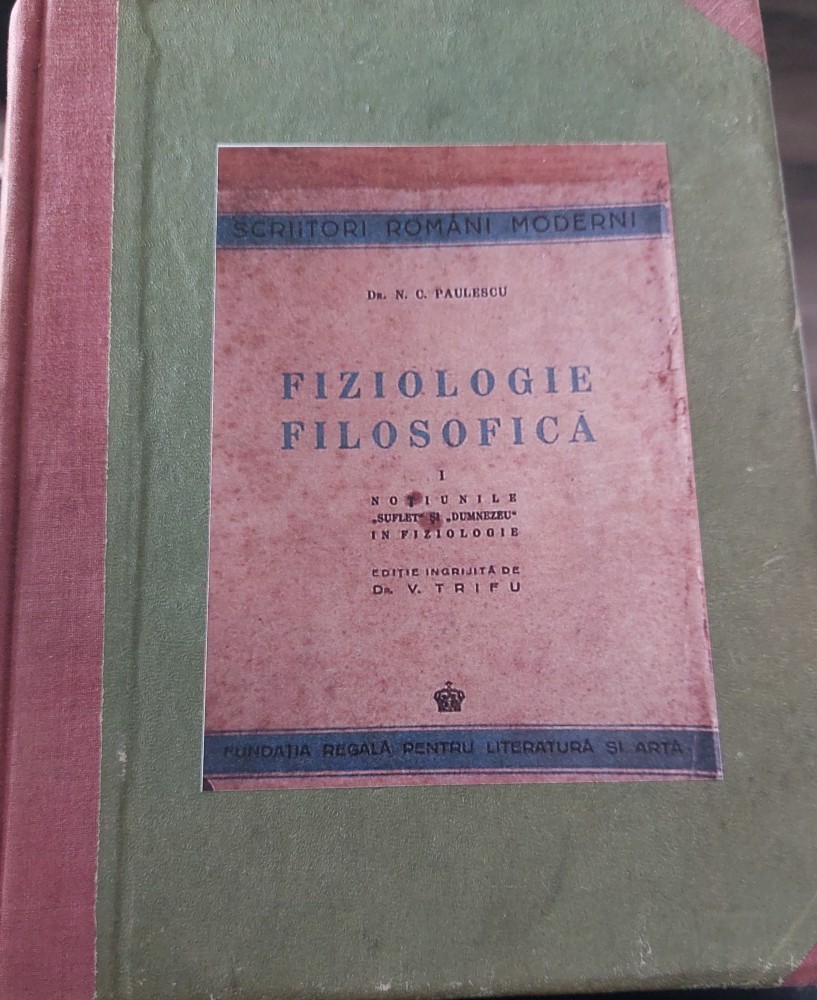 SCRIITORI ROMÂNI MODERNI
DR. N. C. PAULESCU
FIZIOLOGIE
FILOSOFICĂ
I
NOȚIUNILE
„SUFLET“ ȘI „DUMNEZEU“
IN FIZIOLOGIE
EDIȚIE INGRIJITĂ DE
DR. V. TRIFU
FUNDAȚIA REGALĂ PENTRU LITERATURĂ ȘI ARTĂ